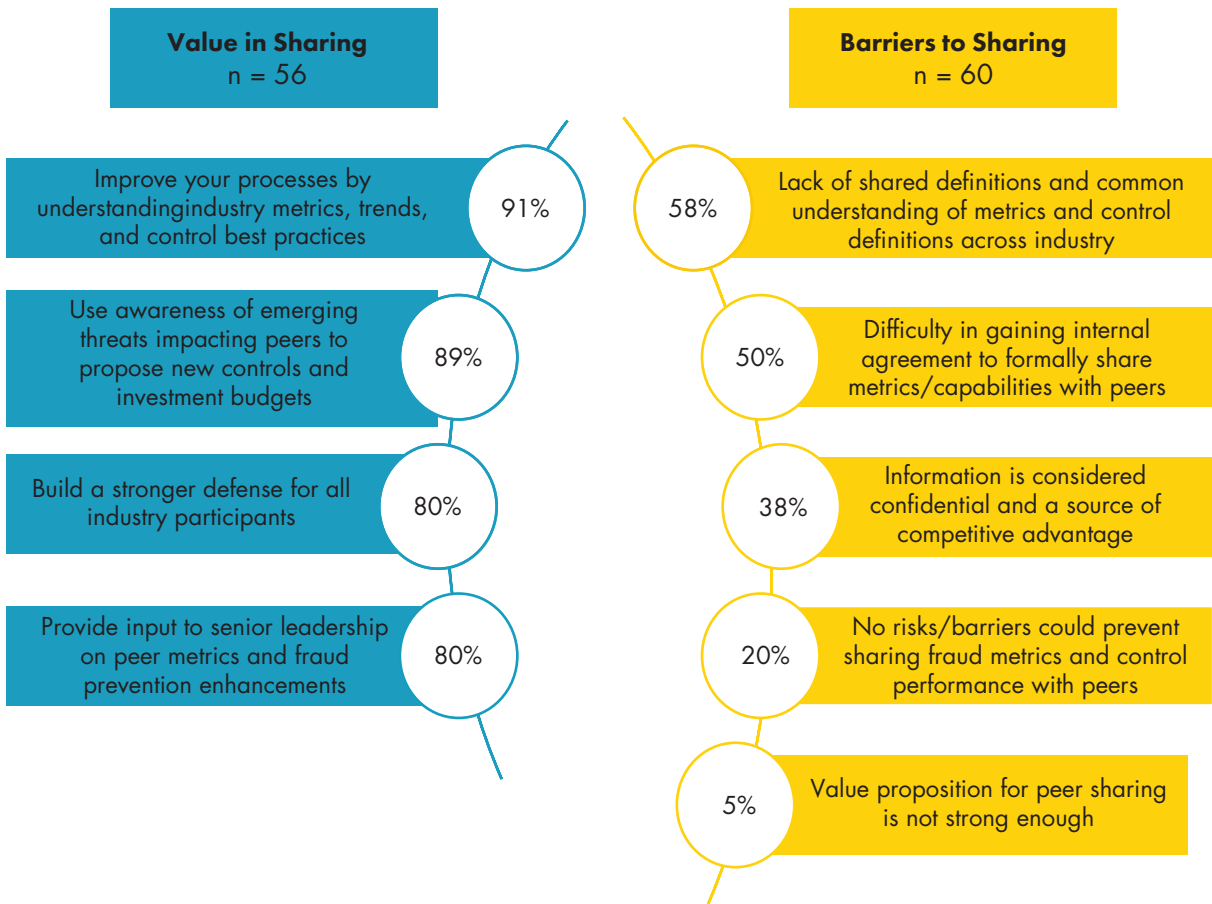 Value in Sharing
n = 56
Improve your processes by
understandingindustry metrics, trends,
and control best practices
91%
Use awareness of emerging
threats impacting peers to
propose new controls and
investment budgets
89%
Build a stronger defense for all
industry participants
80%
Provide input to senior leadership
on peer metrics and fraud
prevention enhancements
80%
Barriers to Sharing
n = 60
58%
Lack of shared definitions and common
understanding of metrics and control
definitions across industry
50%
Difficulty in gaining internal
agreement to formally share
metrics/capabilities with peers
38%
Information is considered
confidential and a source of
competitive advantage
20%
No risks/barriers could prevent
sharing fraud metrics and control
performance with peers
5%
Value proposition for peer sharing
is not strong enough